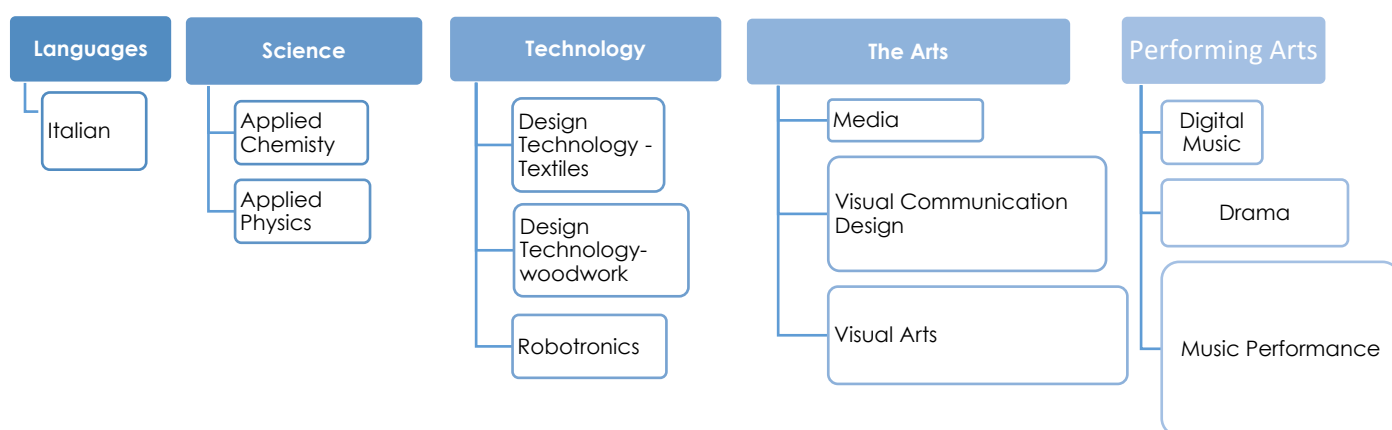 Languages
Italian
Science
Applied
Chemisty
Applied
Physics
Technology
Design
Technology -
Textiles
Design
Technology-
woodwork
Robotronics
The Arts
Media
Visual Communication
Design
Visual Arts
Performing Arts
Digital
Music
Drama
Music Performance